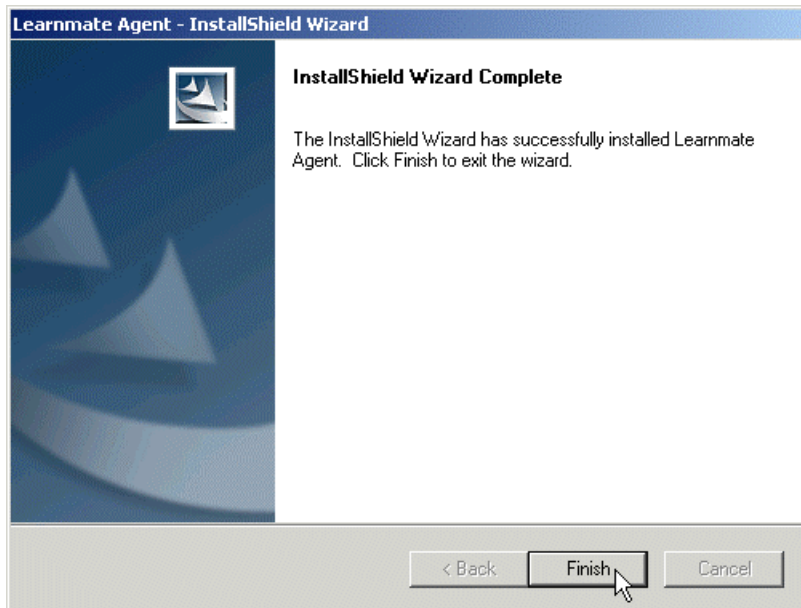 Learnmate Agent - InstallShield Wizard
InstallShield Wizard Complete
The InstallShield Wizard has successfully installed Learnmate
Agent. Click Finish to exit the wizard.
< Back
Finish
Cancel